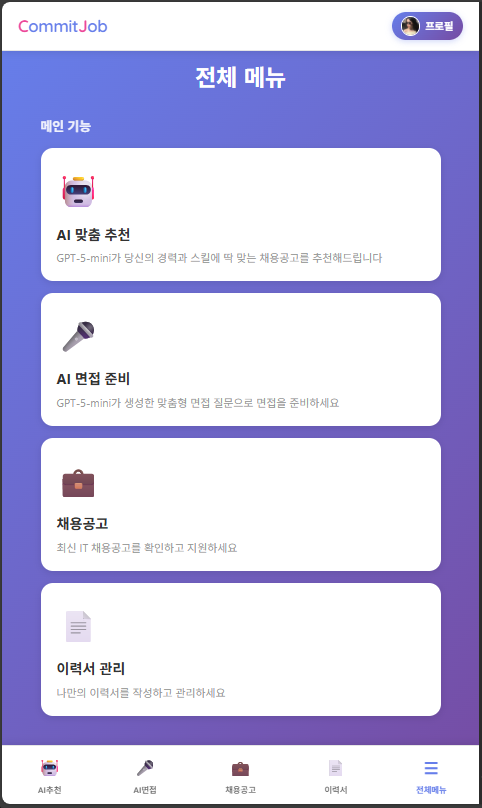 CommitJob
프로필
전체 메뉴
메인 기능
AI 맞춤 추천
GPT-5-mini가 당신의 경력과 스킬에 딱 맞는 채용공고를 추천해드립니다
AI 면접 준비
GPT-5-mini가 생성한 맞춤형 면접 질문으로 면접을 준비하세요
채용공고
최신 IT 채용공고를 확인하고 지원하세요
이력서 관리
나만의 이력서를 작성하고 관리하세요
AI추천
AI면접
채용공고
이력서
전체메뉴